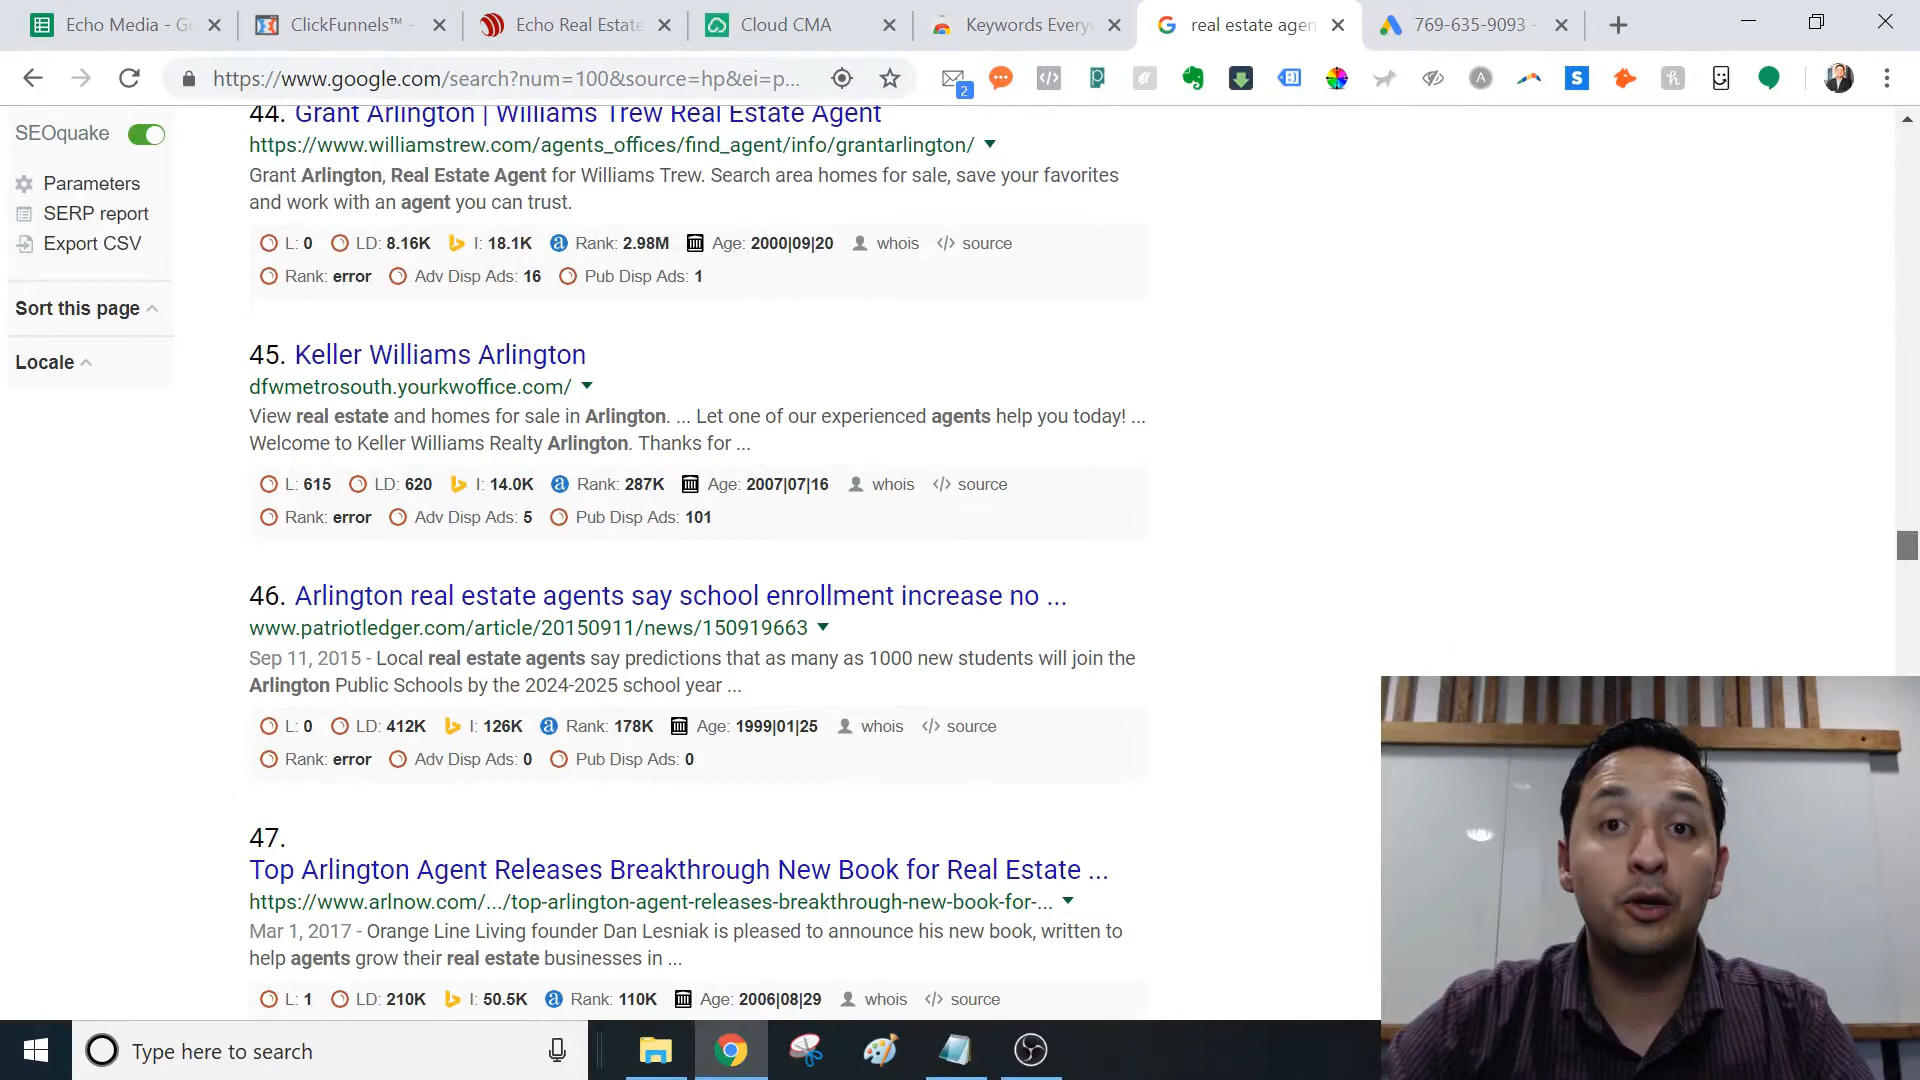 Echo Media - Go
ClickFunnels™ -
Echo Real Estate
Cloud CMA
Keywords Everyw
real estate agen
769-635-9093 -
https://www.google.com/search?num=100&source=hp&ei=p...
2
SEOquake
Parameters
SERP report
Export CSV
Sort this page
Locale
44. Grant Arlington | Williams Trew Real Estate Agent
https://www.williamstrew.com/agents_offices/find_agent/info/grantarlington/
Grant Arlington, Real Estate Agent for Williams Trew. Search area homes for sale, save your favorites
and work with an agent you can trust.
L: 0 LD: 8.16K I: 18.1K Rank: 2.98M Age: 2000|09|20 whois </> source
Rank: error Adv Disp Ads: 16 Pub Disp Ads: 1
45. Keller Williams Arlington
dfwmetrosouth.yourkwoffice.com/
View real estate and homes for sale in Arlington. ... Let one of our experienced agents help you today! ...
Welcome to Keller Williams Realty Arlington. Thanks for ...
L: 615 LD: 620 I: 14.0K Rank: 287K Age: 2007|07|16 whois </> source
Rank: error Adv Disp Ads: 5 Pub Disp Ads: 101
46. Arlington real estate agents say school enrollment increase no ...
www.patriotledger.com/article/20150911/news/150919663
Sep 11, 2015 - Local real estate agents say predictions that as many as 1000 new students will join the
Arlington Public Schools by the 2024-2025 school year ...
L: 0 LD: 412K I: 126K Rank: 178K Age: 1999|01|25 whois </> source
Rank: error Adv Disp Ads: 0 Pub Disp Ads: 0
47.
Top Arlington Agent Releases Breakthrough New Book for Real Estate ...
https://www.arlnow.com/.../top-arlington-agent-releases-breakthrough-new-book-for-...
Mar 1, 2017 - Orange Line Living founder Dan Lesniak is pleased to announce his new book, written to
help agents grow their real estate businesses in ...
L: 1 LD: 210K I: 50.5K Rank: 110K Age: 2006|08|29 whois </> source
Type here to search